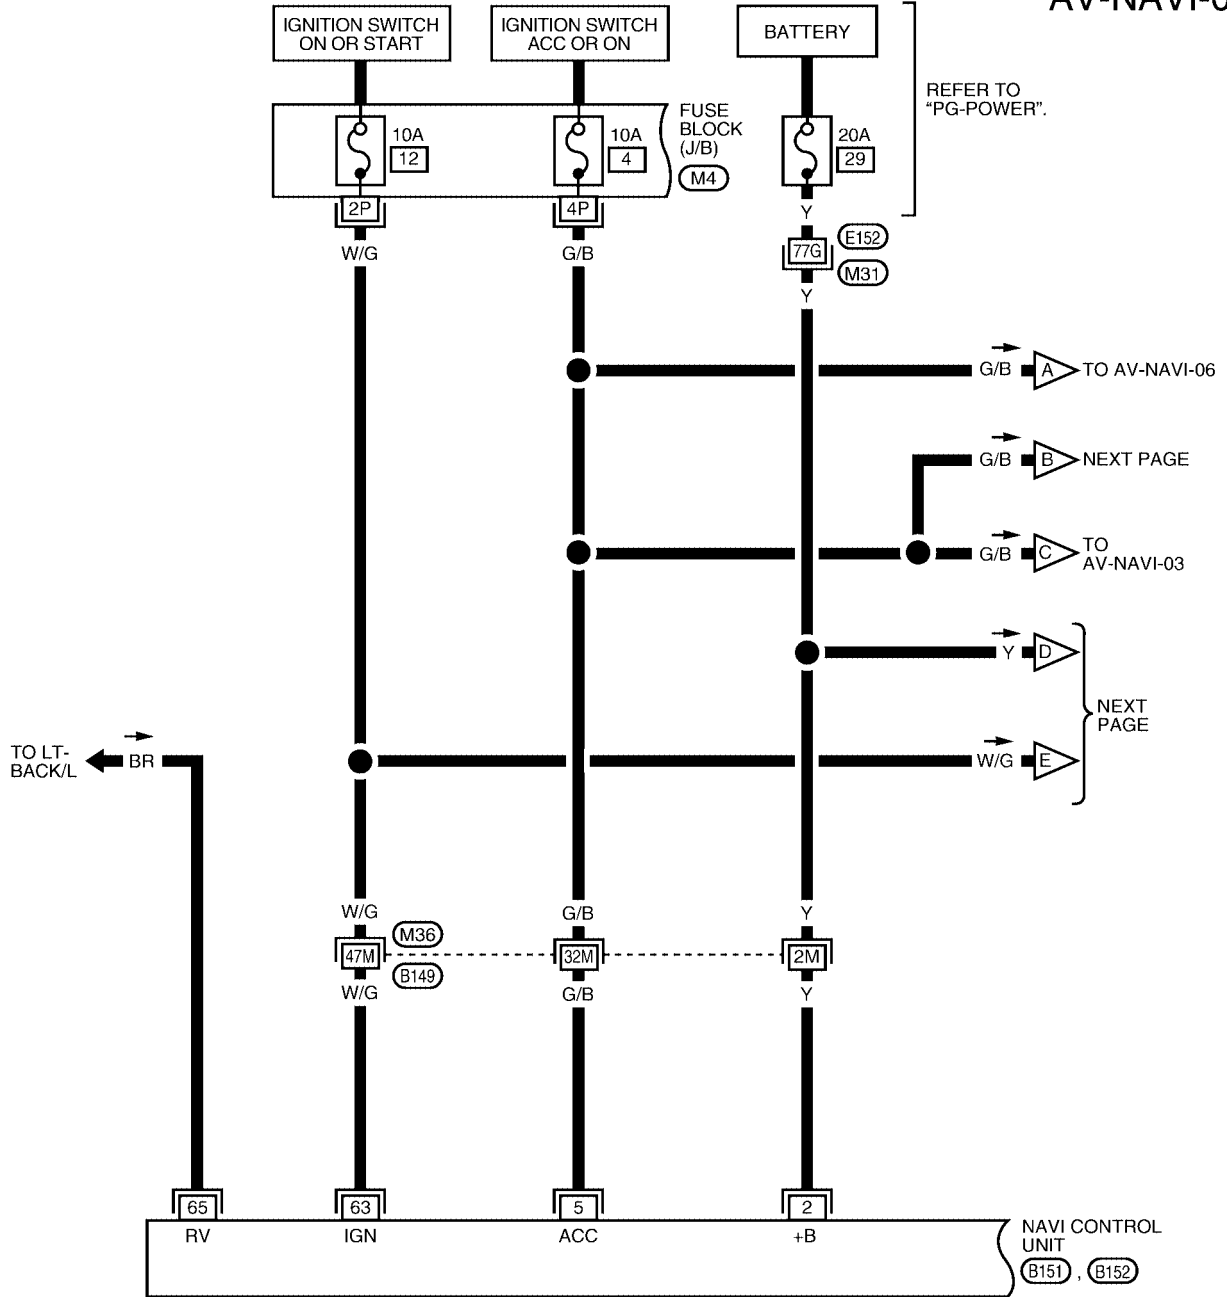 AV-NAVI-0
IGNITION SWITCH
ON OR START
IGNITION SWITCH
ACC OR ON
BATTERY
REFER TO
“PG-POWER”.
10A
12
10A
4
FUSE
BLOCK
(J/B)
M4
20A
29
2P
4P
Y
W/G
G/B
77G
E152
M31
Y
G/B
A
TO AV-NAVI-06
G/B
B
NEXT PAGE
G/B
C
TO
AV-NAVI-03
Y
D
NEXT
PAGE
TO LT-
BACK/L
BR
W/G
E
W/G
G/B
Y
M36
47M
32M
2M
B149
W/G
G/B
Y
65
63
5
2
RV
IGN
ACC
+B
NAVI CONTROL
UNIT
B151 , B152